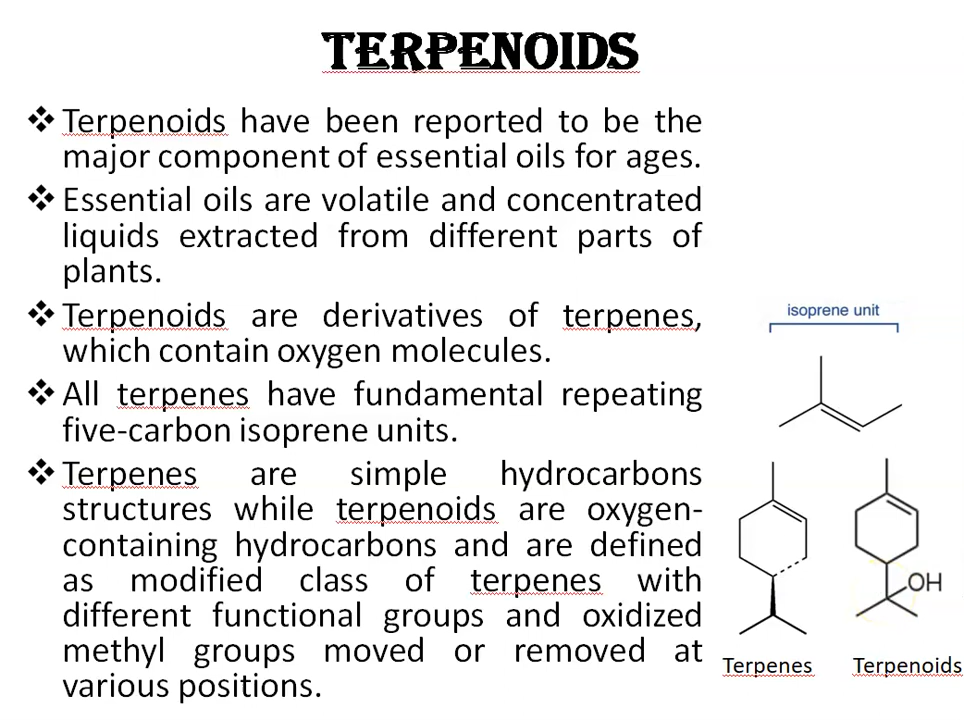 TERPENOIDS
❖ Terpenoids have been reported to be the
major component of essential oils for ages.
❖ Essential oils are volatile and concentrated
liquids extracted from different parts of
plants.
❖ Terpenoids are derivatives of terpenes,
which contain oxygen molecules.
❖ All terpenes have fundamental repeating
five-carbon isoprene units.
❖ Terpenes are simple hydrocarbons
structures while terpenoids are oxygen-
containing hydrocarbons and are defined
as modified class of terpenes with
different functional groups and oxidized
methyl groups moved or removed at
various positions.
isoprene unit
OH
Terpenes
Terpenoids